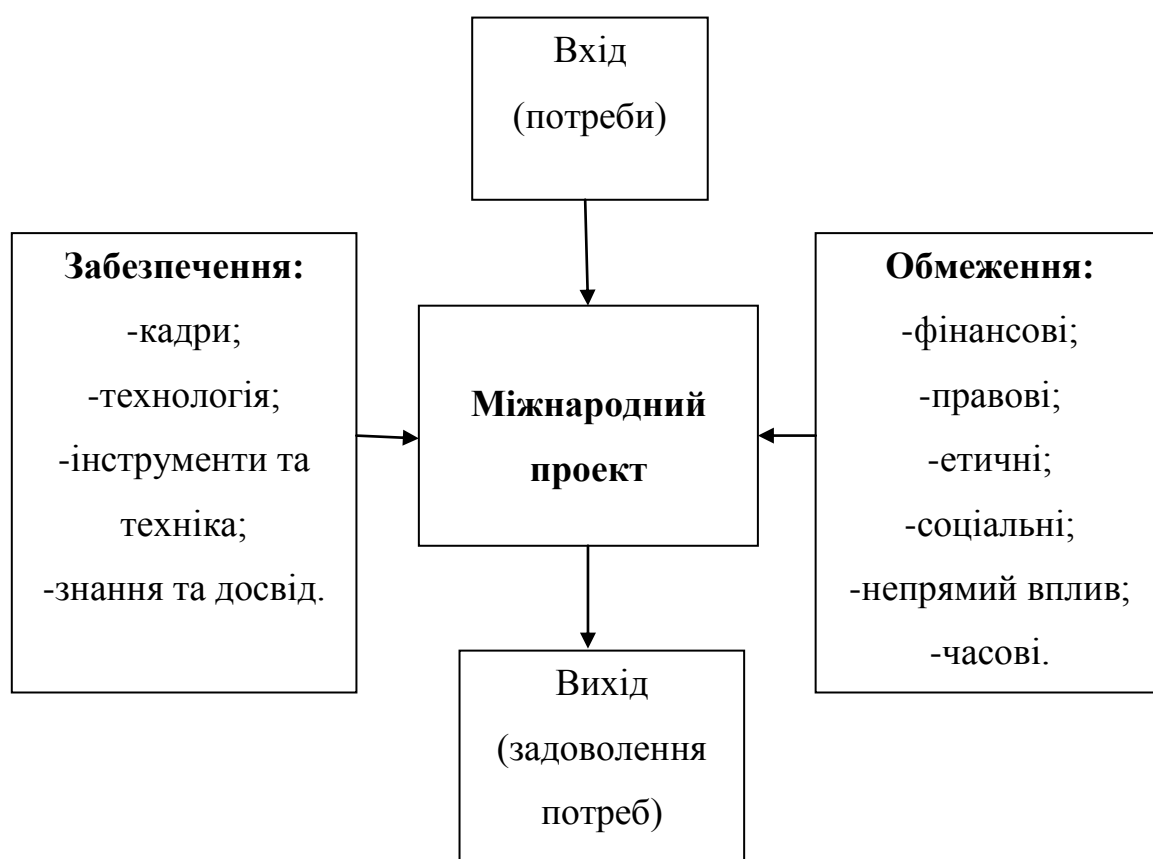 Вхід
(потреби)
Забезпечення:
-кадри;
-технологія;
-інструменти та
техніка;
-знання та досвід.
Міжнародний
проект
Обмеження:
-фінансові;
-правові;
-етичні;
-соціальні;
-непрямий вплив;
-часові.
Вихід
(задоволення
потреб)